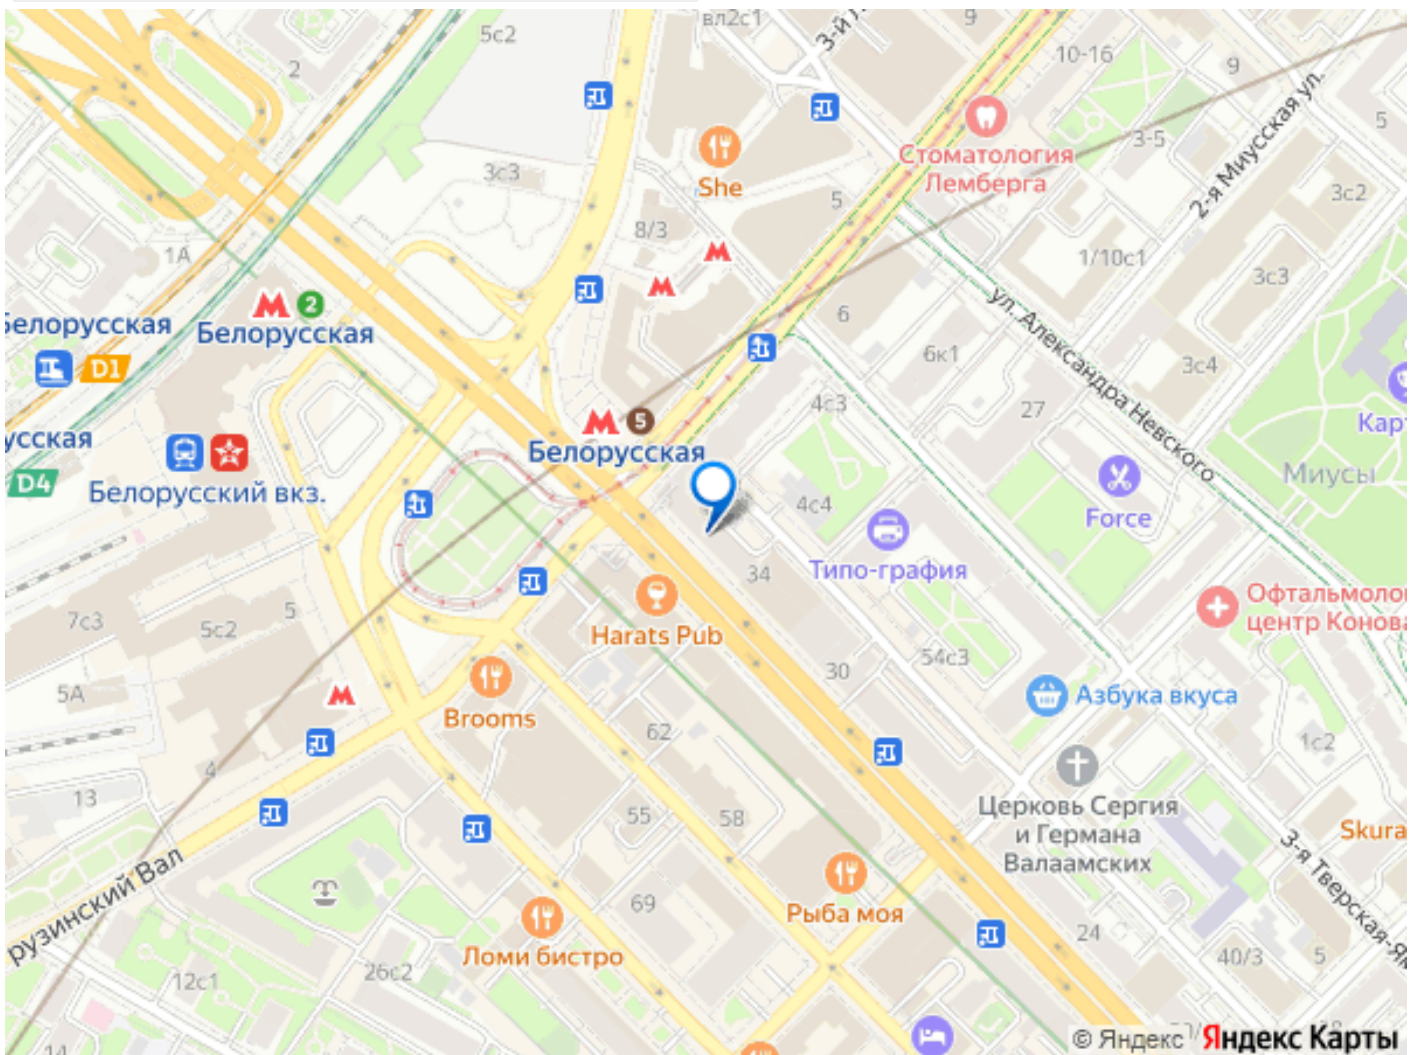 5с2
вл2с1
3-й
9
10-16
9
2
5
3с3
She
Стоматология
Лемберга
3-5
2-я Миусская ул.
3с2
5
8/3
1А
М
М
1/10с1
3с3
ул. Александра Невского
М 2
Белорусская
Белорусская
D1
6
6к1
3с4
4с3
27
М 5
Белорусская
усская
D4
Белорусский вкз.
4с4
Миусы
Force
Типо-графия
34
Harats Pub
7с3
5
5с2
54с3
30
5А
М
Brooms
62
Азбука вкуса
1с2
4
13
55
58
Церковь Сергия
и Германа
Валаамских
Skura
3-я Тверская-Ям
рузинский Вал
69
Рыба моя
Ломи бистро
24
40/3
5
12с1
26с2
14
© Яндекс
Яндекс Карты